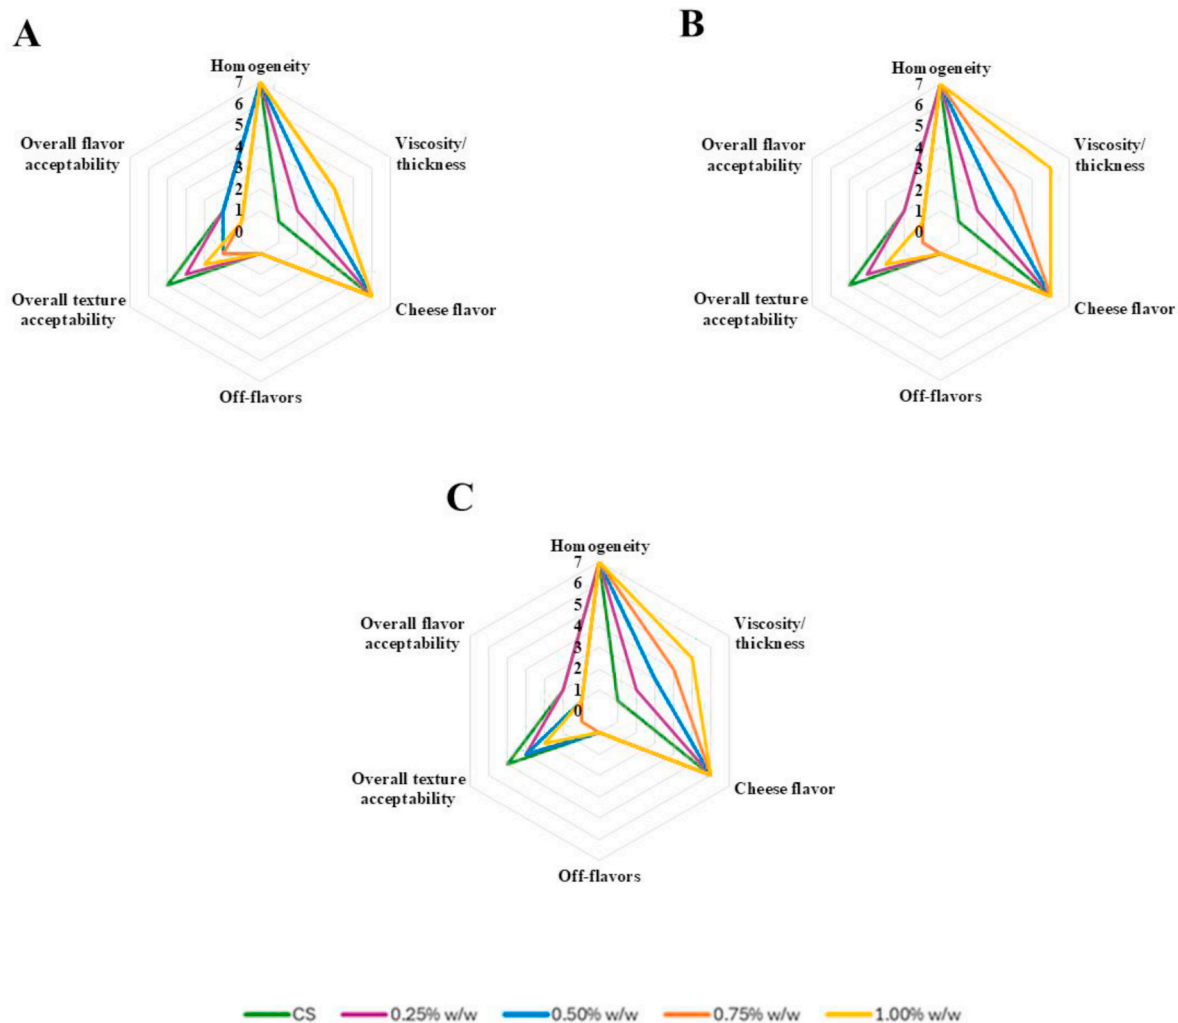 A
Homogeneity
7
6
5
4
3
2
1
0
Viscosity/
thickness
Cheese flavor
Off-flavors
Overall texture
acceptability
Overall flavor
acceptability
B
Homogeneity
7
6
5
4
3
2
1
0
Viscosity/
thickness
Cheese flavor
Off-flavors
Overall texture
acceptability
Overall flavor
acceptability
C
Homogeneity
7
6
5
4
3
2
1
0
Viscosity/
thickness
Cheese flavor
Off-flavors
Overall texture
acceptability
Overall flavor
acceptability
CS 0.25% w/w 0.50% w/w 0.75% w/w 1.00% w/w